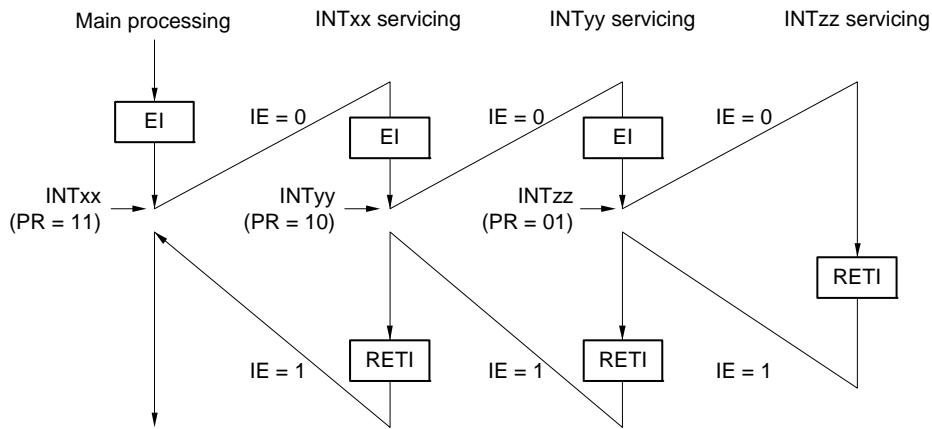 Main processing
INTxx servicing
INTyy servicing
INTzz servicing
EI
IE = 0
EI
IE = 0
EI
IE = 0
INTxx
(PR = 11)
INTyy
(PR = 10)
INTzz
(PR = 01)
RETI
IE = 1
RETI
IE = 1
RETI
IE = 1